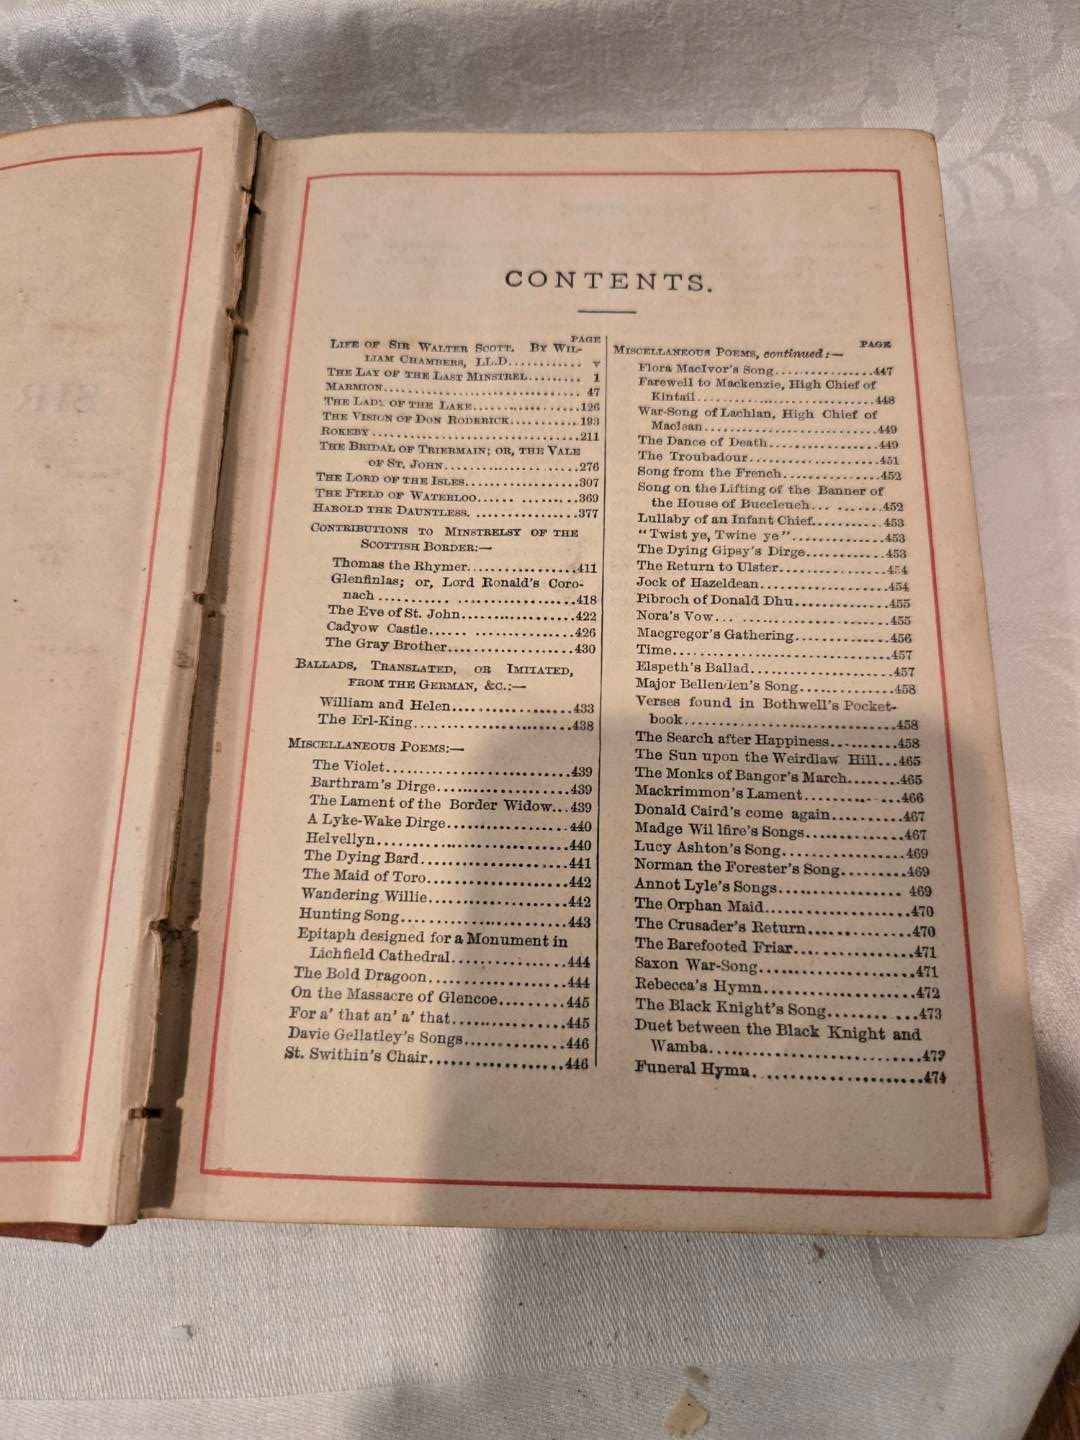 CONTENTS.
PAGE
LIFE OF SIR WALTER SCOTT. BY WIL-
LIAM CHAMBERS, LL.D............ v
THE LAY OF THE LAST MINSTREL......... 1
MARMION.................................. 47
THE LADY OF THE LAKE..................126
THE VISION OF DON RODERICK...........193
ROKEBY..................................211
THE BRIDAL OF TRIERMAIN; OR, THE VALE
OF ST. JOHN......................276
THE LORD OF THE ISLES..................307
THE FIELD OF WATERLOO...... ..........369
HAROLD THE DAUNTLESS. .................377
CONTRIBUTIONS TO MINSTRELSY OF THE
SCOTTISH BORDER:—
Thomas the Rhymer..................411
Glenfinlas; or, Lord Ronald's Coro-
nach........... ....................418
The Eve of St. John..................422
Cadyow Castle...... ................426
The Gray Brother....................430
BALLADS, TRANSLATED, OR IMITATED,
FROM THE GERMAN, &C.:—
William and Helen...................433
The Erl-King.........................438
MISCELLANEOUS POEMS:—
The Violet............................439
Barthram's Dirge....................439
The Lament of the Border Widow...439
A Lyke-Wake Dirge..................440
Helvellyn..............................440
The Dying Bard......................441
The Maid of Toro.....................442
Wandering Willie.....................442
Hunting Song.........................443
Epitaph designed for a Monument in
Lichfield Cathedral................444
The Bold Dragoon....................444
On the Massacre of Glencoe.........445
For a' that an' a' that................445
Davie Gellatley's Songs...............446
St. Swithin's Chair....................446
PAGE
MISCELLANEOUS POEMS, continued:—
Flora MacIvor's Song................447
Farewell to Mackenzie, High Chief of
Kintail.............................448
War-Song of Lachlan, High Chief of
Maclean............................449
The Dance of Death..................449
The Troubadour.....................451
Song from the French................452
Song on the Lifting of the Banner of
the House of Buccleuch... .......452
Lullaby of an Infant Chief...........453
"Twist ye, Twine ye"...............453
The Dying Gipsy's Dirge............453
The Return to Ulster.................454
Jock of Hazeldean....................454
Pibroch of Donald Dhu...............455
Nora's Vow... ......................455
Macgregor's Gathering...............456
Time...................................457
Elspeth's Ballad......................457
Major Bellenden's Song..............458
Verses found in Bothwell's Pocket-
book................................458
The Search after Happiness..........458
The Sun upon the Weirdlaw Hill...465
The Monks of Bangor's March........465
Mackrimmon's Lament...............466
Donald Caird's come again...........467
Madge Wil lfire's Songs..............467
Lucy Ashton's Song..................469
Norman the Forester's Song..........469
Annot Lyle's Songs.................. 469
The Orphan Maid.....................470
The Crusader's Return................470
The Barefooted Friar.................471
Saxon War-Song......................471
Rebecca's Hymn......................472
The Black Knight's Song.............473
Duet between the Black Knight and
Wamba..............................473
Funeral Hymn........................474